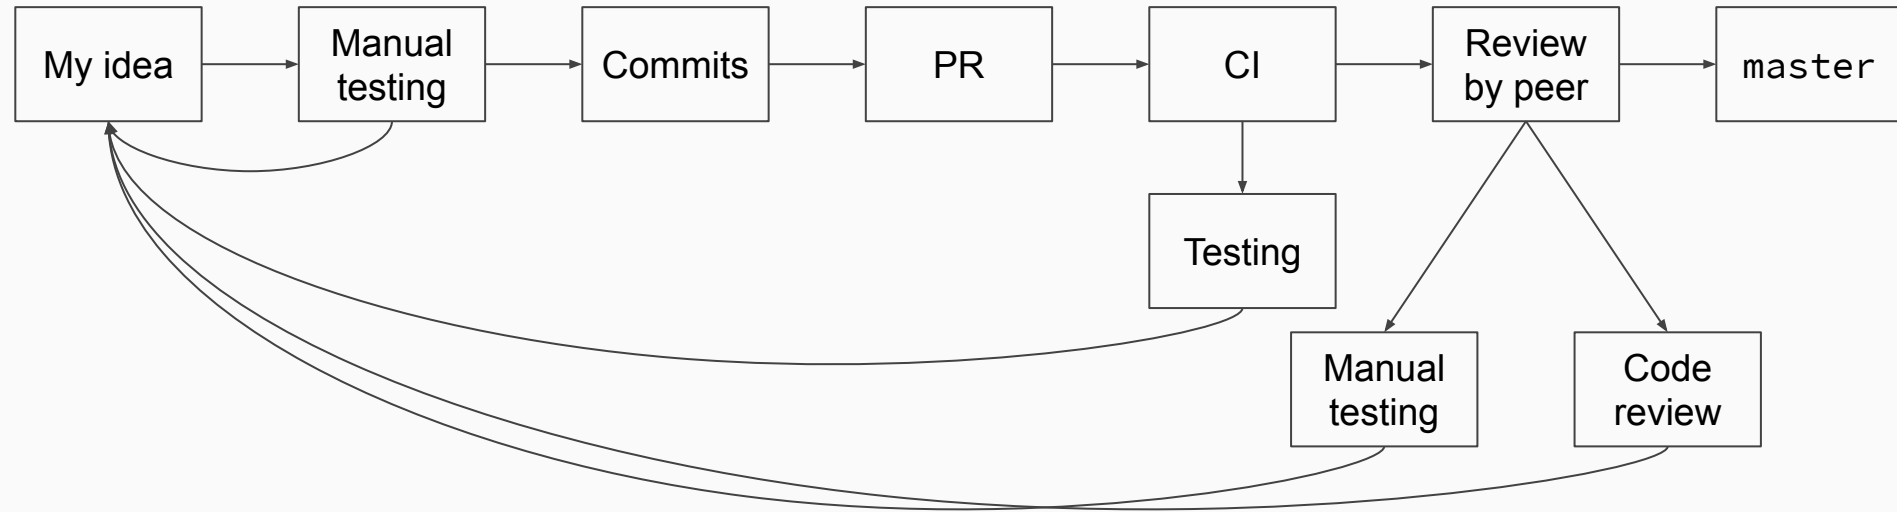 My idea
Manual
testing
Commits
PR
CI
Review
by peer
master
Testing
Manual
testing
Code
review